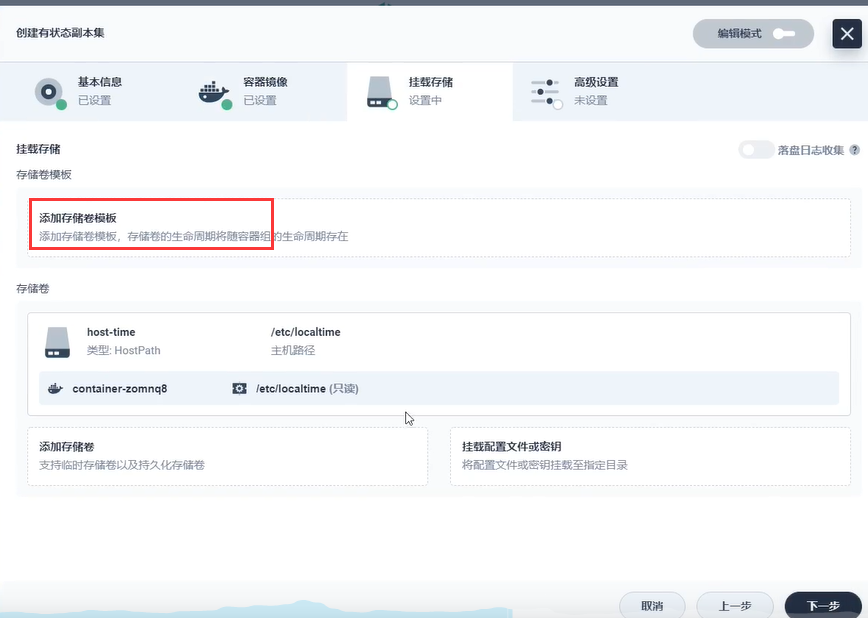 创建有状态副本集
编辑模式
基本信息
已设置
容器镜像
已设置
挂载存储
设置中
高级设置
未设置
挂载存储
落盘日志收集 ?
存储卷模板
添加存储卷模板
添加存储卷模板，存储卷的生命周期将随容器组的生命周期存在
存储卷
host-time
/etc/localtime
类型: HostPath
主机路径
container-zomnq8
/etc/localtime (只读)
添加存储卷
支持临时存储卷以及持久化存储卷
挂载配置文件或密钥
将配置文件或密钥挂载至指定目录
取消
上一步
下一步